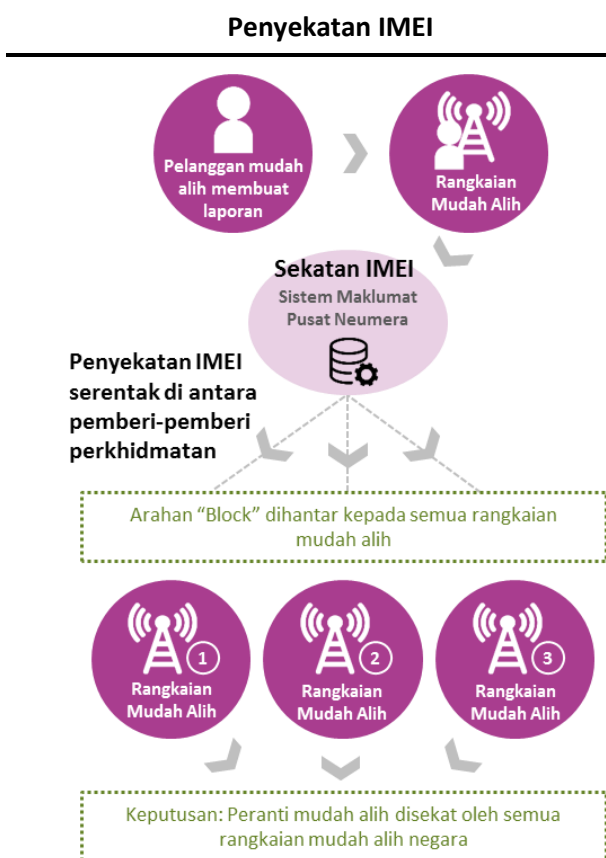 Penyekatan IMEI
Pelanggan mudah
alih membuat
laporan
Rangkaian
Mudah Alih
Sekatan IMEI
Sistem Maklumat
Pusat Neumera
Penyekatan IMEI
serentak di antara
pemberi-pemberi
perkhidmatan
Arahan “Block” dihantar kepada semua rangkaian
mudah alih
1
Rangkaian
Mudah Alih
2
Rangkaian
Mudah Alih
3
Rangkaian
Mudah Alih
Keputusan: Peranti mudah alih disekat oleh semua
rangkaian mudah alih negara